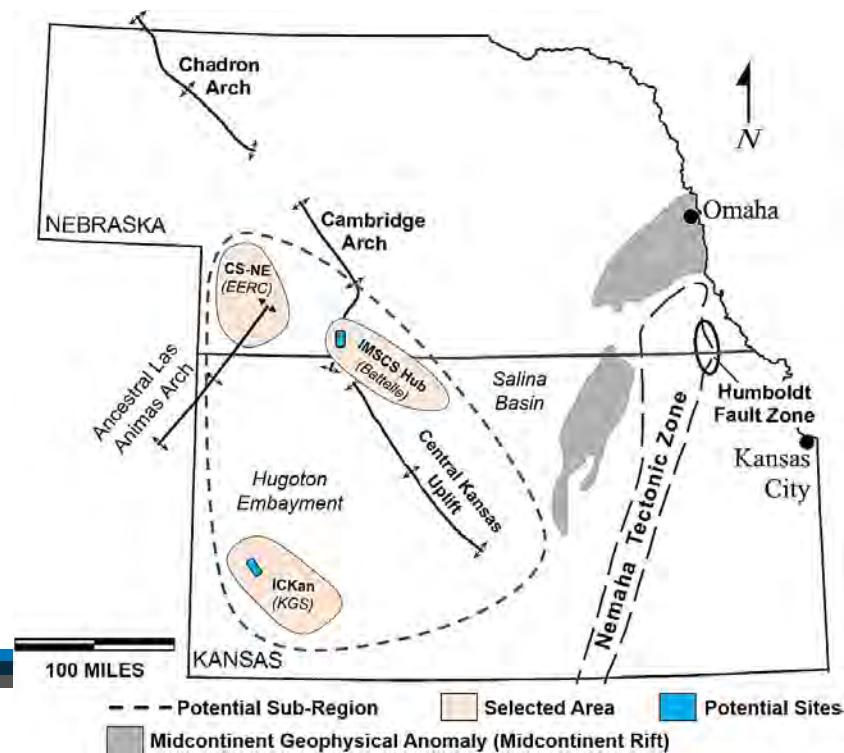 Chadron
Arch
N
NEBRASKA
Cambridge
Arch
Omaha
CS-NE
(EERC)
IMSCS Hub
(Battelle)
Ancestral Las
Animas Arch
Salina
Basin
Humboldt
Fault Zone
Kansas
City
Nemaha Tectonic Zone
Central Kansas
Uplift
Hugoton
Embayment
ICKan
(KGS)
KANSAS
100 MILES
Potential Sub-Region
Selected Area
Potential Sites
Midcontinent Geophysical Anomaly (Midcontinent Rift)